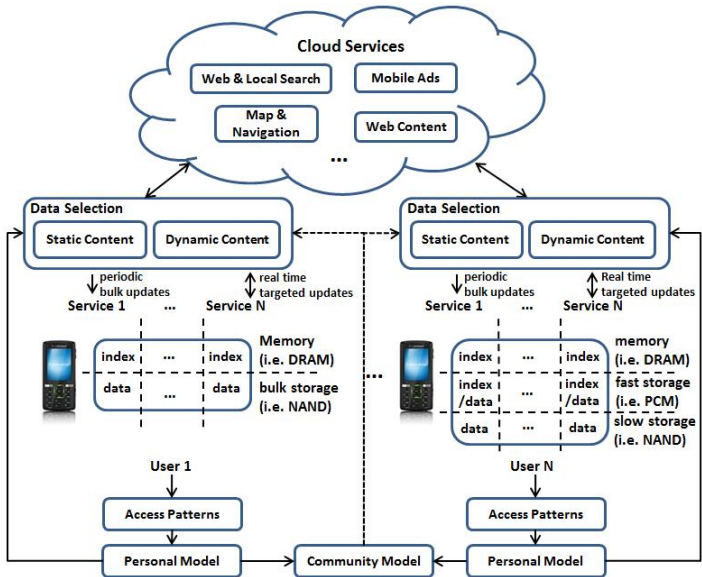 Cloud Services
Web & Local Search
Mobile Ads
Map &
Navigation
Web Content
...
Data Selection
Static Content
Dynamic Content
periodic
bulk updates
real time
targeted updates
Service 1 ... Service N
index ... index
data ... data
Memory
(i.e. DRAM)
bulk storage
(i.e. NAND)
User 1
Access Patterns
Personal Model
...
Community Model
Data Selection
Static Content
Dynamic Content
periodic
bulk updates
Real time
targeted updates
Service 1 ... Service N
index ... index
index
/data
...
index
/data
data ... data
memory
(i.e. DRAM)
fast storage
(i.e. PCM)
slow storage
(i.e. NAND)
User N
Access Patterns
Personal Model